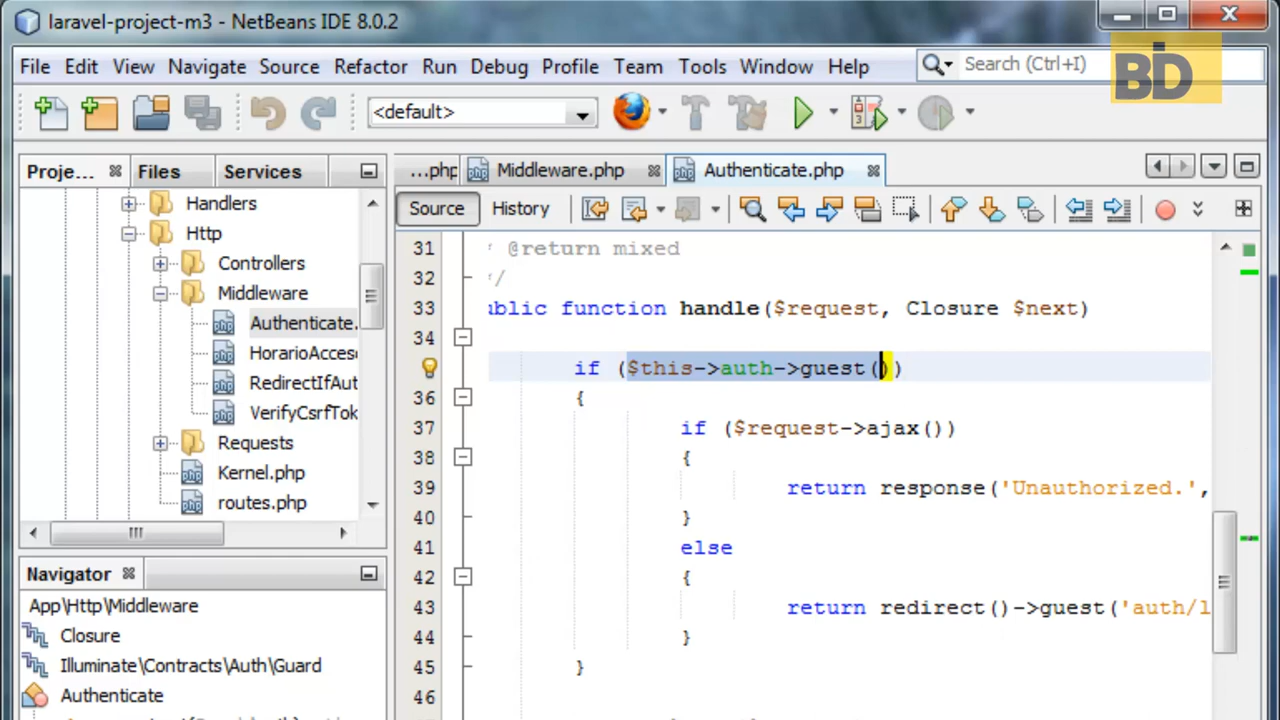 laravel-project-m3 - NetBeans IDE 8.0.2
File Edit View Navigate Source Refactor Run Debug Profile Team Tools Window Help
Search (Ctrl+I)
BD
<default>
Proje... Files Services
...php Middleware.php Authenticate.php
Source History
Handlers
Http
Controllers
Middleware
Authenticate.
HorarioAcces
RedirectIfAut
VerifyCsrfTok
Requests
Kernel.php
routes.php
Navigator
App\Http\Middleware
Closure
Illuminate\Contracts\Auth\Guard
Authenticate
31 * @return mixed
32 */
33 ublic function handle($request, Closure $next)
34
if ($this->auth->guest())
36 {
37 if ($request->ajax())
38 {
39 return response('Unauthorized.',
40 }
41 else
42 {
43 return redirect()->guest('auth/l
44 }
45 }
46